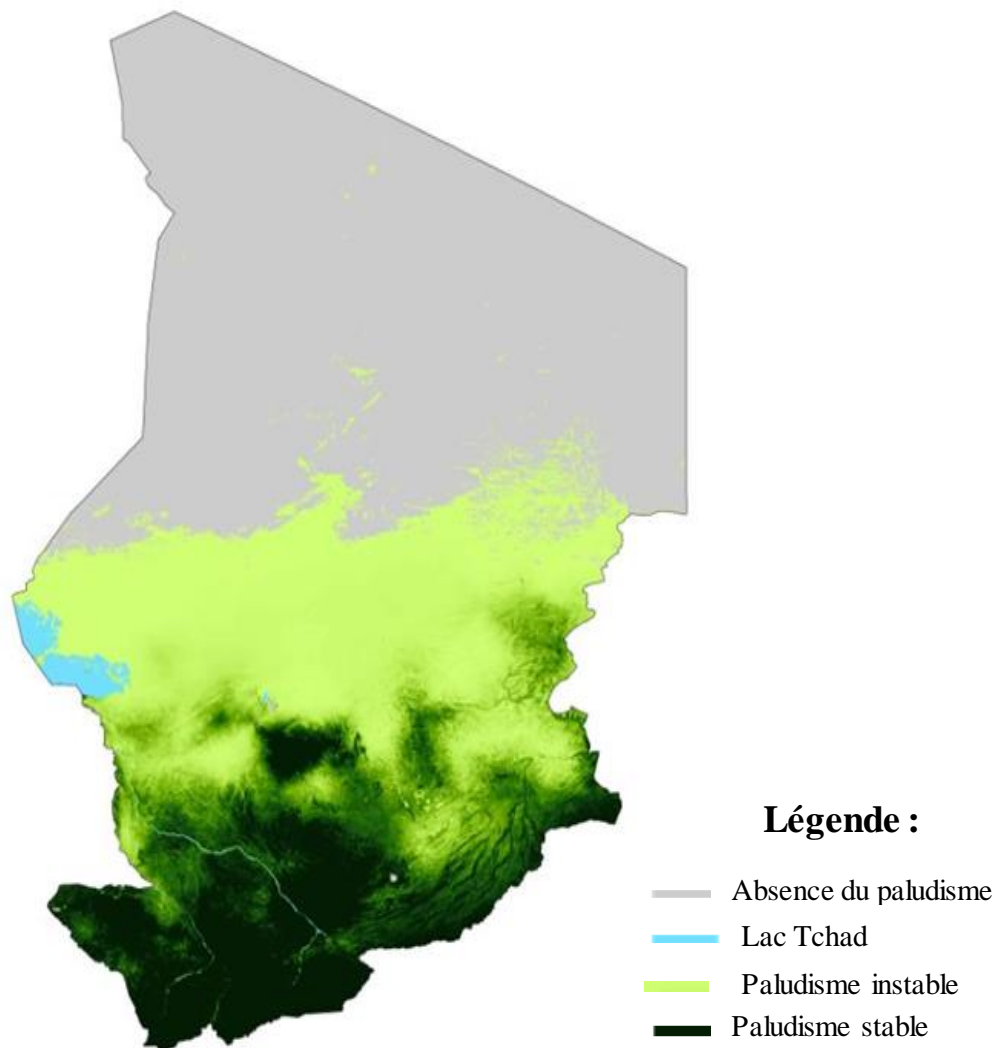 Légende :
Absence du paludisme
Lac Tchad
Paludisme instable
Paludisme stable